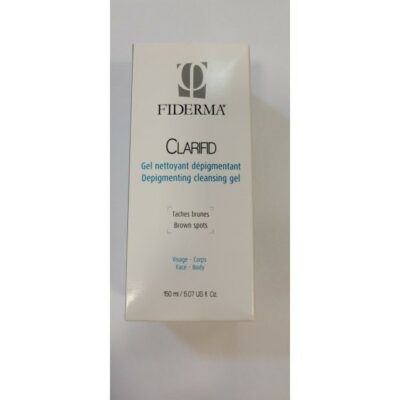 FIDERMA
CLARIFID
Gel nettoyant dépigmentant
Depigmenting cleansing gel
Taches brunes
Brown spots
Visage - Corps
Face - Body
150 ml / 5.07 US fl. Oz